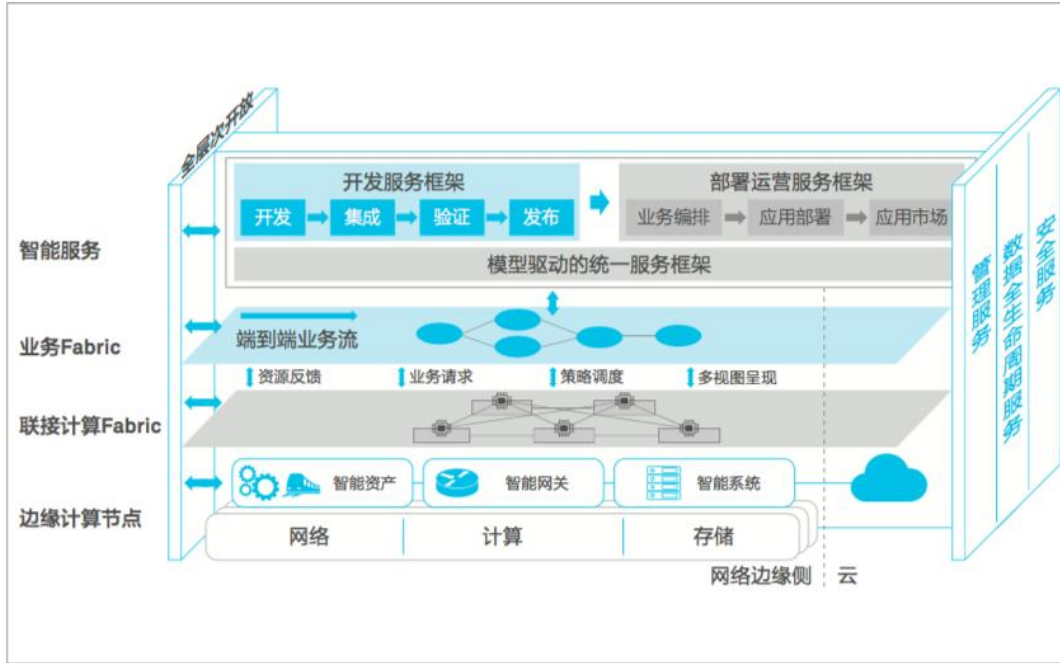 全层次开放
开发服务框架
部署运营服务框架
开发
集成
验证
发布
业务编排
应用部署
应用市场
智能服务
模型驱动的统一服务框架
管理服务
数据全生命周期服务
安全服务
业务Fabric
端到端业务流
资源反馈
业务请求
策略调度
多视图呈现
联接计算Fabric
智能资产
智能网关
智能系统
边缘计算节点
网络
计算
存储
网络边缘侧
云